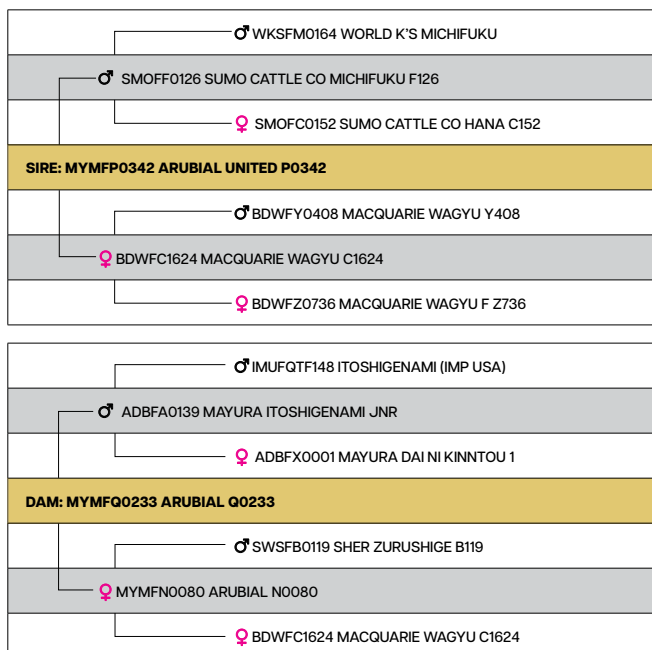 ♂ WKSFM0164 WORLD K'S MICHIFUKU
♂ SMOFF0126 SUMO CATTLE CO MICHIFUKU F126
♀ SMOFC0152 SUMO CATTLE CO HANA C152
SIRE: MYMFP0342 ARUBIAL UNITED P0342
♂ BDWFY0408 MACQUARIE WAGYU Y408
♀ BDWFC1624 MACQUARIE WAGYU C1624
♀ BDWFZ0736 MACQUARIE WAGYU F Z736
♂ IMUFQTF148 ITOSHIGENAMI (IMP USA)
♂ ADBFA0139 MAYURA ITOSHIGENAMI JNR
♀ ADBFX0001 MAYURA DAI NI KINNTOU 1
DAM: MYMFQ0233 ARUBIAL Q0233
♂ SWSFB0119 SHER ZURUSHIGE B119
♀ MYMFN0080 ARUBIAL N0080
♀ BDWFC1624 MACQUARIE WAGYU C1624